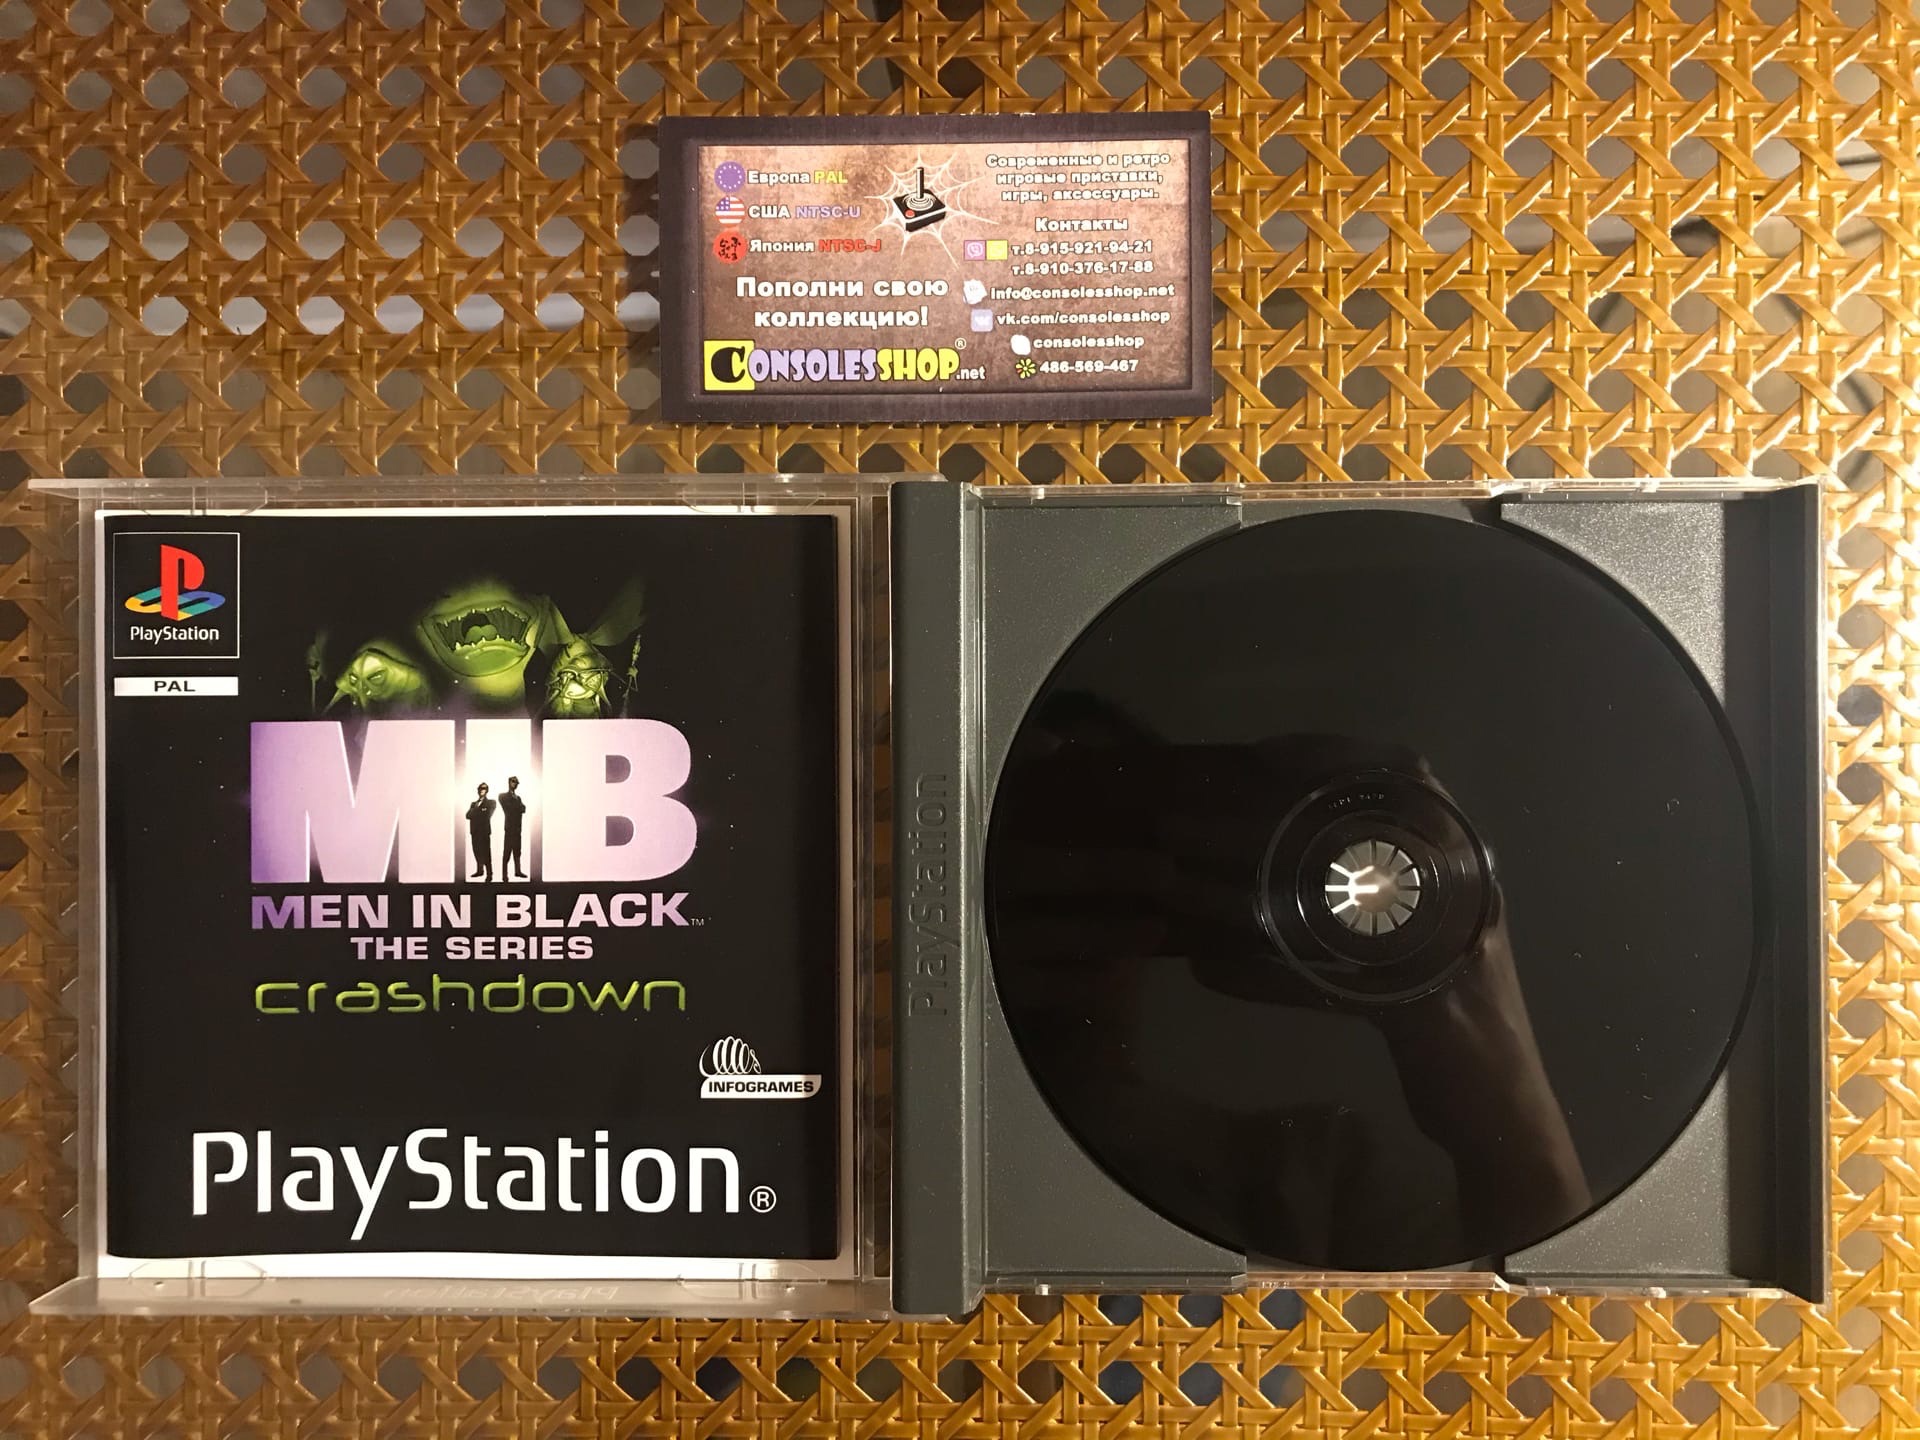 Европа PAL
США NTSC-U
Япония NTSC-J
Пополни свою
коллекцию!
CONSOLESSHOP.net
®
Современные и ретро
игровые приставки,
игры, аксессуары.
Контакты
т.8-915-921-94-21
т.8-910-376-17-88
info@consolesshop.net
vk.com/consolesshop
consolesshop
486-569-467
PlayStation
PAL
MIB
MEN IN BLACK™
THE SERIES
crashdown
INFOGRAMES
PlayStation®
PlayStation